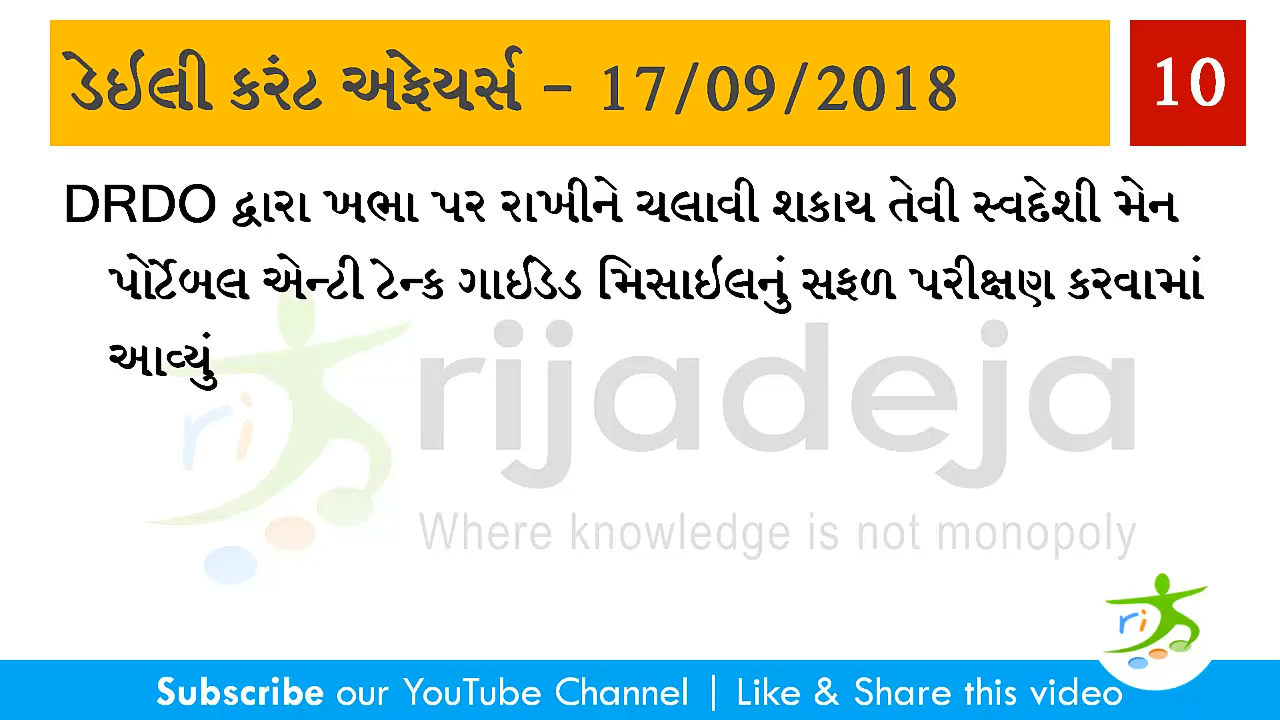 ડેઈલી કરંટ અફેયર્સ – 17/09/2018
10
DRDO દ્વારા ખભા પર રાખીને ચલાવી શકાય તેવી સ્વદેશી મેન
પોર્ટેબલ એન્ટી ટેન્ક ગાઈડેડ મિસાઈલનું સફળ પરીક્ષણ કરવામાં
આવ્યું
ri
rijadeja
Where knowledge is not monopoly
ri
Subscribe our YouTube Channel | Like & Share this video